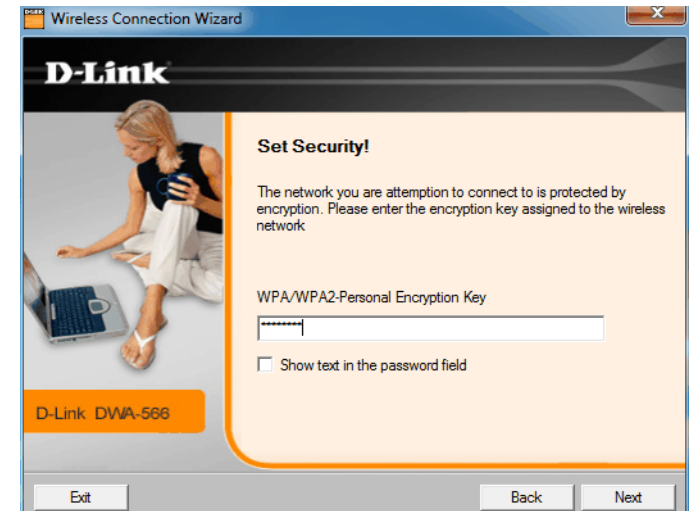 Wireless Connection Wizard
D-Link
Set Security!
The network you are attemption to connect to is protected by
encryption. Please enter the encryption key assigned to the wireless
network
WPA/WPA2-Personal Encryption Key
********
Show text in the password field
D-Link DWA-566
Exit
Back
Next